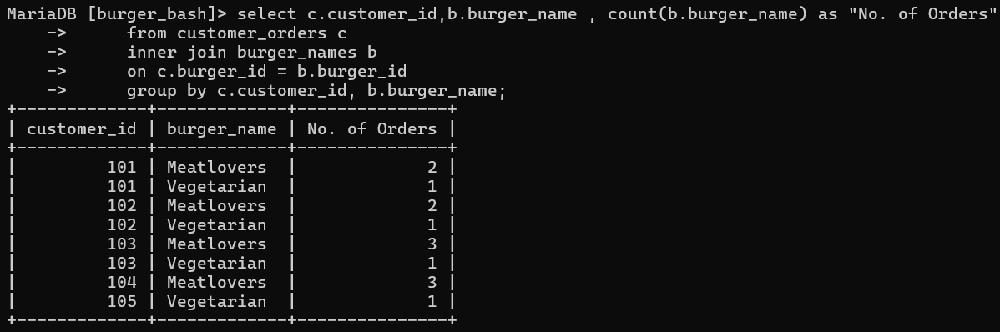 MariaDB [burger_bash]> select c.customer_id,b.burger_name , count(b.burger_name) as "No. of Orders"
    ->      from customer_orders c
    ->      inner join burger_names b
    ->      on c.burger_id = b.burger_id
    ->      group by c.customer_id, b.burger_name;
+-------------+-------------+---------------+
| customer_id | burger_name | No. of Orders |
+-------------+-------------+---------------+
|         101 | Meatlovers  |             2 |
|         101 | Vegetarian  |             1 |
|         102 | Meatlovers  |             2 |
|         102 | Vegetarian  |             1 |
|         103 | Meatlovers  |             3 |
|         103 | Vegetarian  |             1 |
|         104 | Meatlovers  |             3 |
|         105 | Vegetarian  |             1 |
+-------------+-------------+---------------+